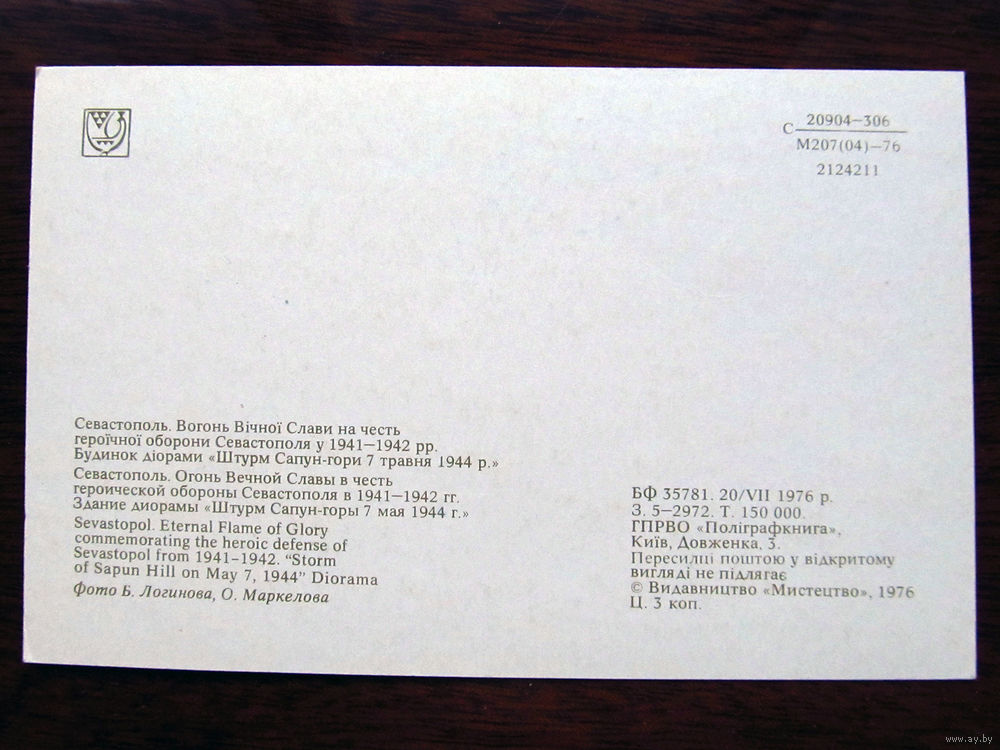 С 20904—306
М207(04)—76
2124211
Севастополь. Вогонь Вічної Слави на честь
героїчної оборони Севастополя у 1941—1942 рр.
Будинок діорами «Штурм Сапун-гори 7 травня 1944 р.»
Севастополь. Огонь Вечной Славы в честь
героической обороны Севастополя в 1941—1942 гг.
Здание диорамы «Штурм Сапун-горы 7 мая 1944 г.»
Sevastopol. Eternal Flame of Glory
commemorating the heroic defense of
Sevastopol from 1941–1942. “Storm
of Sapun Hill on May 7, 1944” Diorama
Фото Б. Логинова, О. Маркелова
БФ 35781. 20/VII 1976 р.
З. 5—2972. Т. 150 000.
ГПРВО «Поліграфкнига»,
Київ, Довженка, 3.
Пересилці поштою у відкритому
вигляді не підлягає
© Видавництво «Мистецтво», 1976
Ц. 3 коп.
www.ay.by